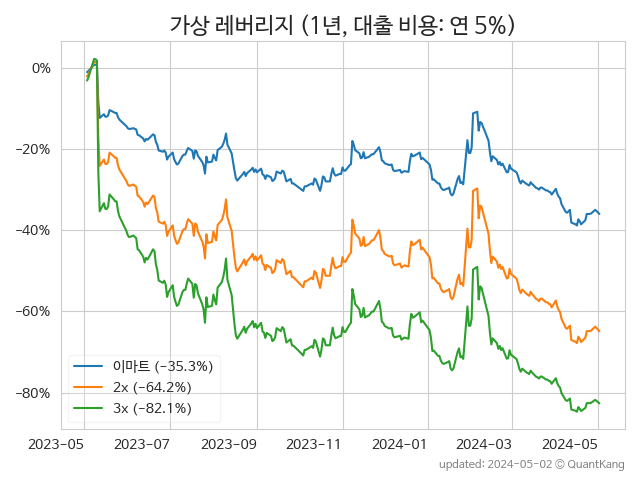 가상 레버리지 (1년, 대출 비용: 연 5%)
0%
−20%
−40%
−60%
−80%
이마트 (−35.3%)
2x (−64.2%)
3x (−82.1%)
2023-05 2023-07 2023-09 2023-11 2024-01 2024-03 2024-05
updated: 2024-05-02 © QuantKang